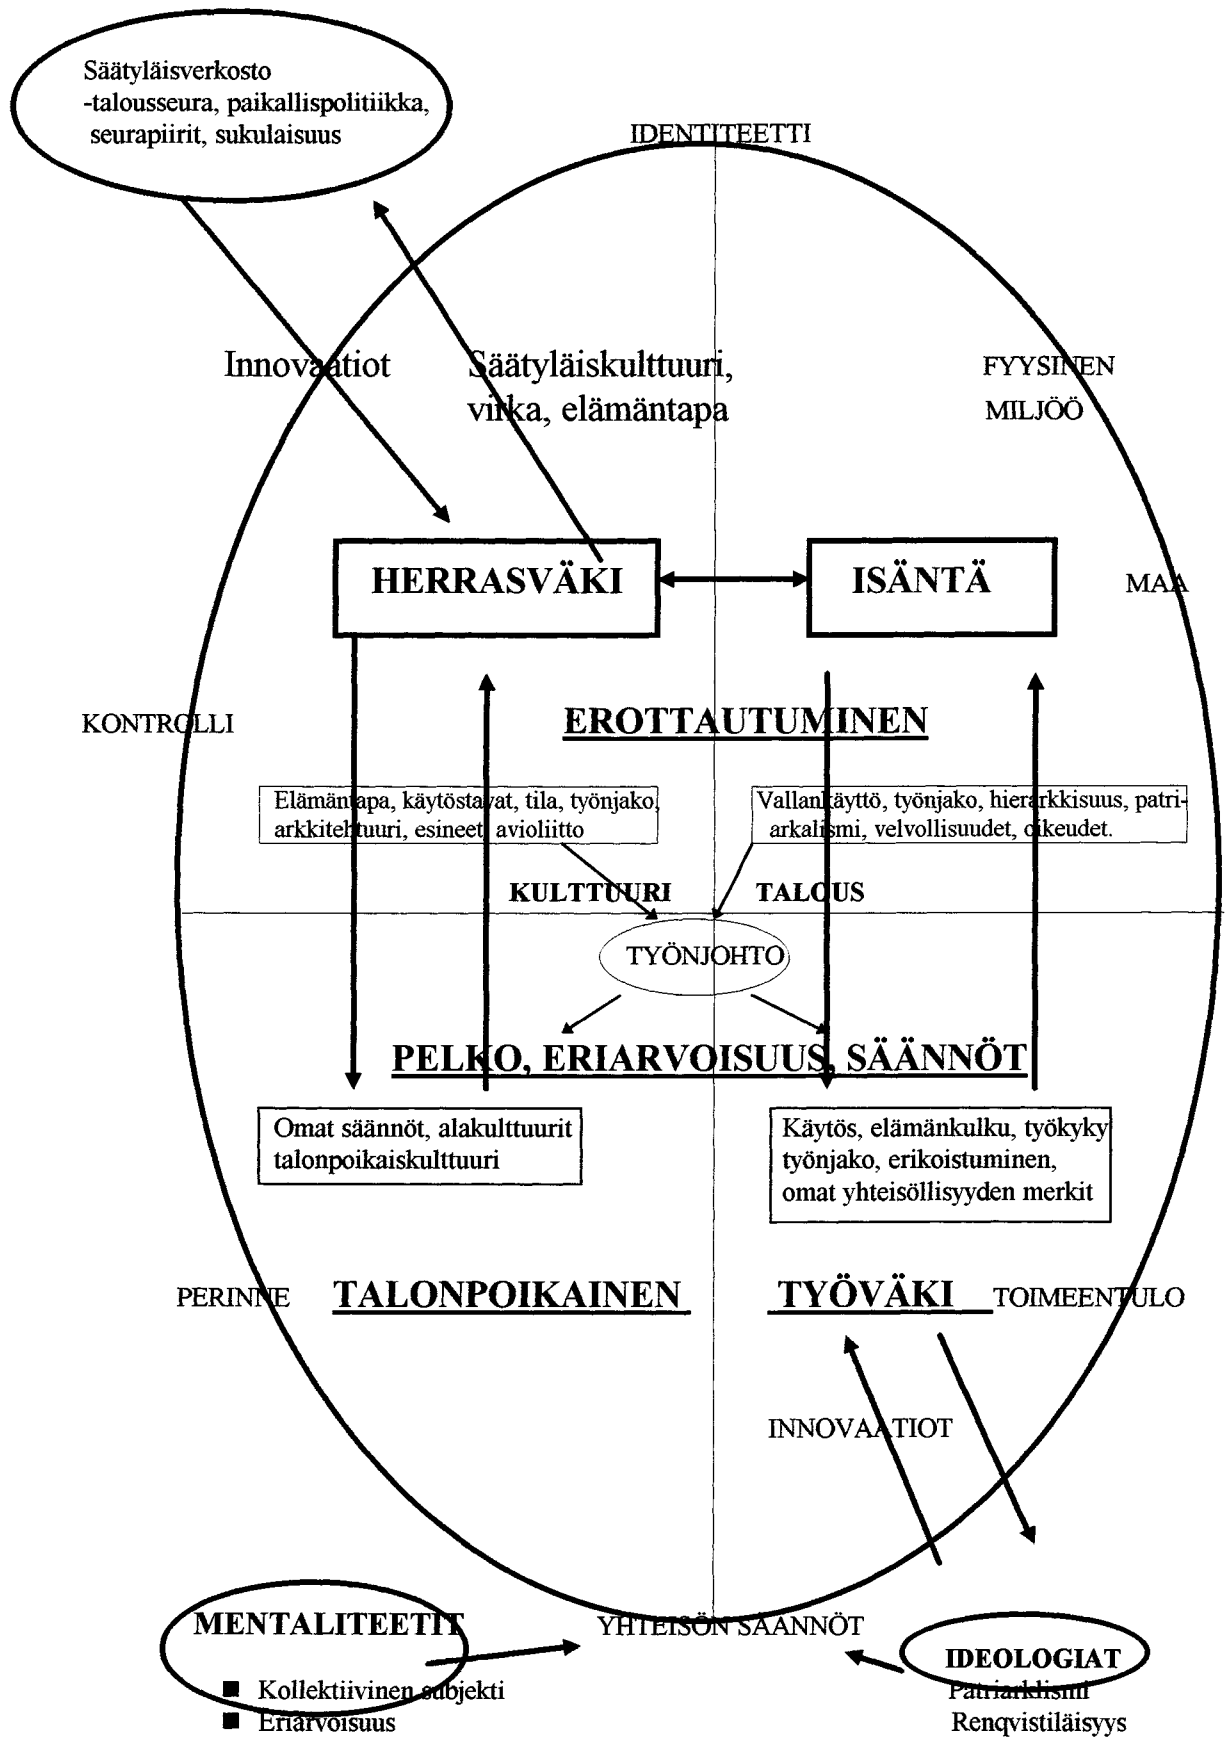 Säätyläisverkosto
-talousseura, paikallispolitiikka,
seurapiirit, sukulaisuus
IDENTITEETTI
Innovaatiot
Säätyläiskulttuuri,
virka, elämäntapa
FYYSINEN
MILJÖÖ
HERRASVÄKI
ISÄNTÄ
MAA
KONTROLLI
EROTTAUTUMINEN
Elämäntapa, käytöstavat, tila, työnjako,
arkkitehtuuri, esineet, avioliitto
Vallankäyttö, työnjako, hierarkkisuus, patri-
arkalismi, velvollisuudet, oikeudet.
KULTTUURI
TALOUS
TYÖNJOHTO
PELKO, ERIARVOISUUS, SÄÄNNÖT
Omat säännöt, alakulttuurit
talonpoikaiskulttuuri
Käytös, elämänkulku, työkyky
työnjako, erikoistuminen,
omat yhteisöllisyyden merkit
PERINNE
TALONPOIKAINEN
TYÖVÄKI
TOIMEENTULO
INNOVAATIOT
MENTALITEETIT
■ Kollektiivinen subjekti
■ Eriarvoisuus
YHTEISÖN SÄÄNNÖT
IDEOLOGIAT
Patriarklismi
Renqvistiläisyys